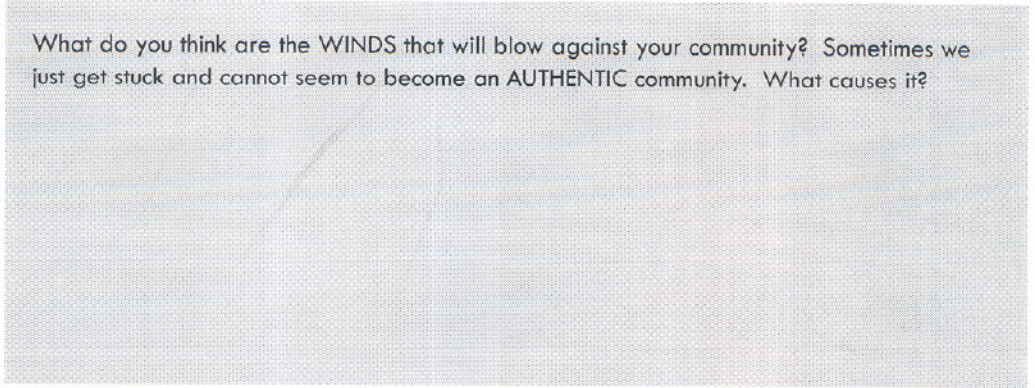 What do you think are the WINDS that will blow against your community?  Sometimes we
just get stuck and cannot seem to become an AUTHENTIC community.  What causes it?